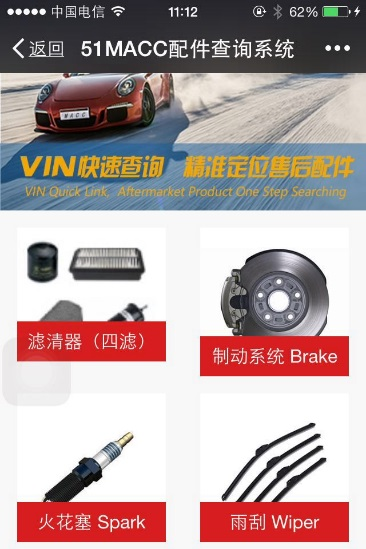 中国电信 11:12 62%
返回 51MACC配件查询系统
MACC
VIN快速查询 精准定位售后配件
VIN Quick Link, Aftermarket Product One Step Searching
滤清器（四滤）
制动系统 Brake
火花塞 Spark
雨刮 Wiper